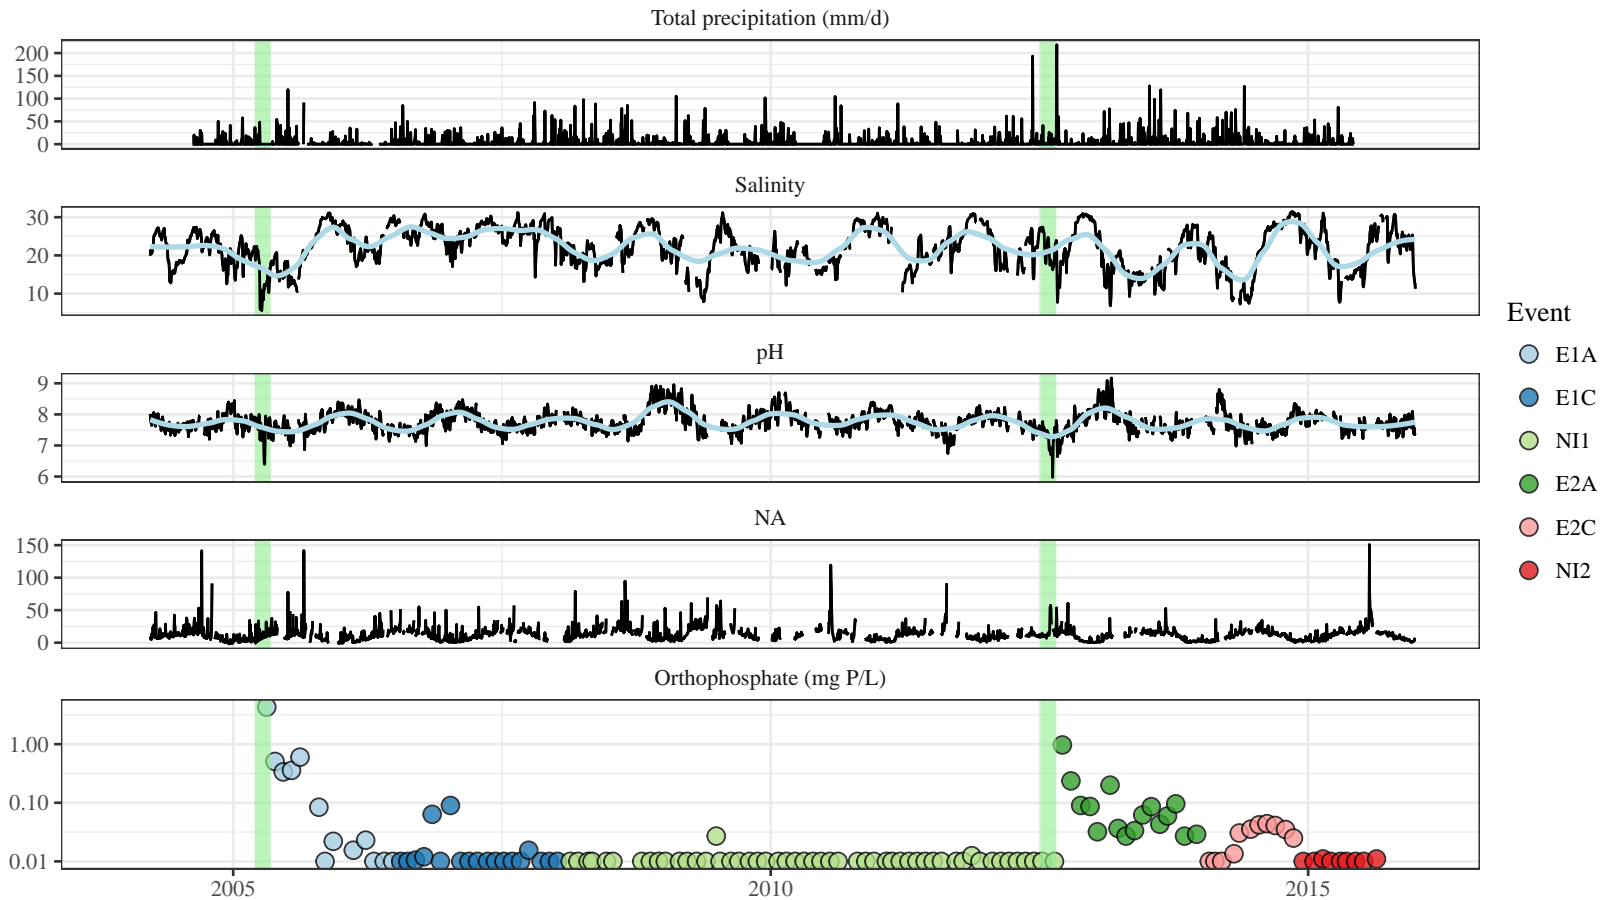 Total precipitation (mm/d)
200
150
100
50
0
Salinity
30
20
10
pH
9
8
7
6
NA
150
100
50
0
Orthophosphate (mg P/L)
1.00
0.10
0.01
2005 2010 2015
Event
E1A
E1C
NI1
E2A
E2C
NI2